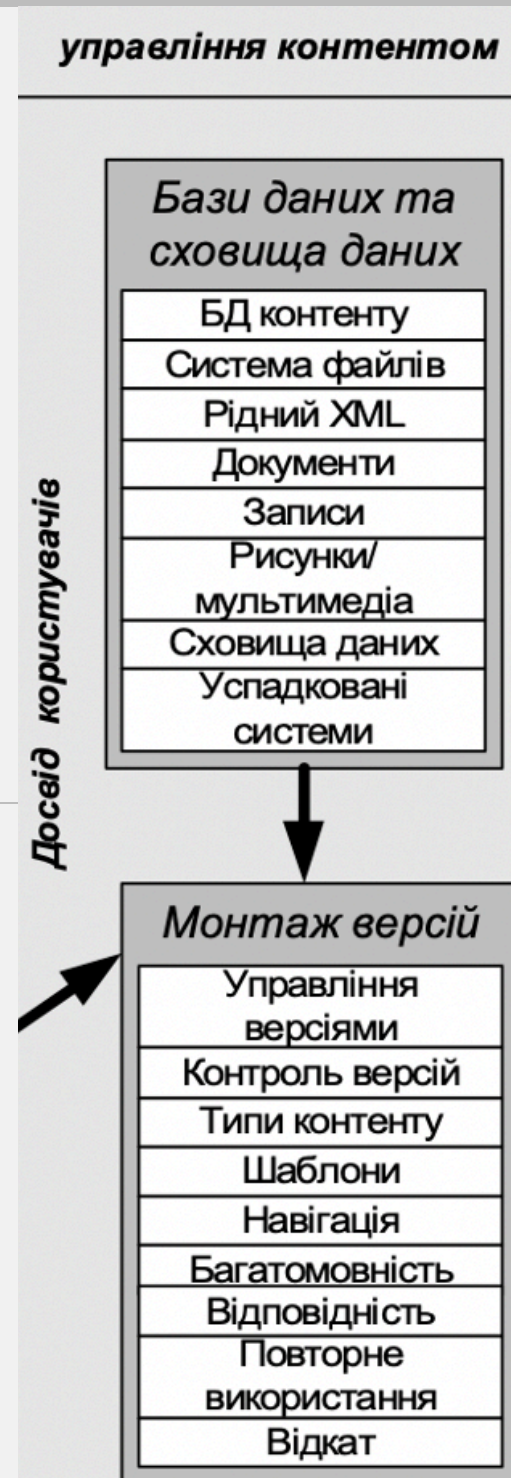 управління контентом
Бази даних та
сховища даних
БД контенту
Система файлів
Рідний XML
Документи
Записи
Рисунки/
мультимедіа
Сховища даних
Успадковані
системи
Досвід користувачів
Монтаж версій
Управління
версіями
Контроль версій
Типи контенту
Шаблони
Навігація
Багатомовність
Відповідність
Повторне
використання
Відкат